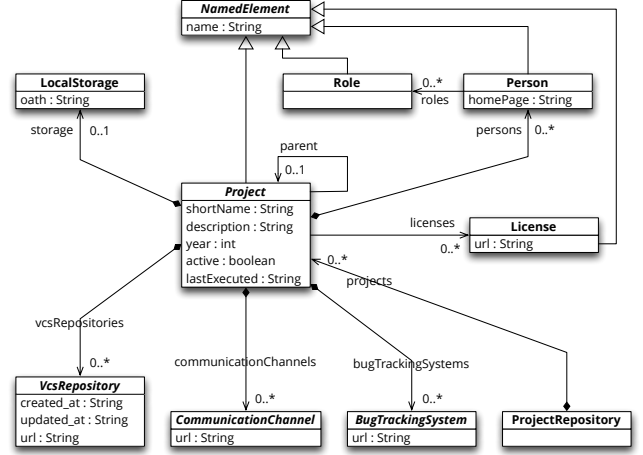 NamedElement
name : String
LocalStorage
oath : String
Role
Person
homePage : String
0..*
roles
storage
0..1
persons
0..*
parent
0..1
Project
shortName : String
description : String
year : int
active : boolean
lastExecuted : String
licenses
0..*
License
url : String
0..*
projects
vcsRepositories
0..*
communicationChannels
0..*
bugTrackingSystems
0..*
VcsRepository
created_at : String
updated_at : String
url : String
CommunicationChannel
url : String
BugTrackingSystem
url : String
ProjectRepository